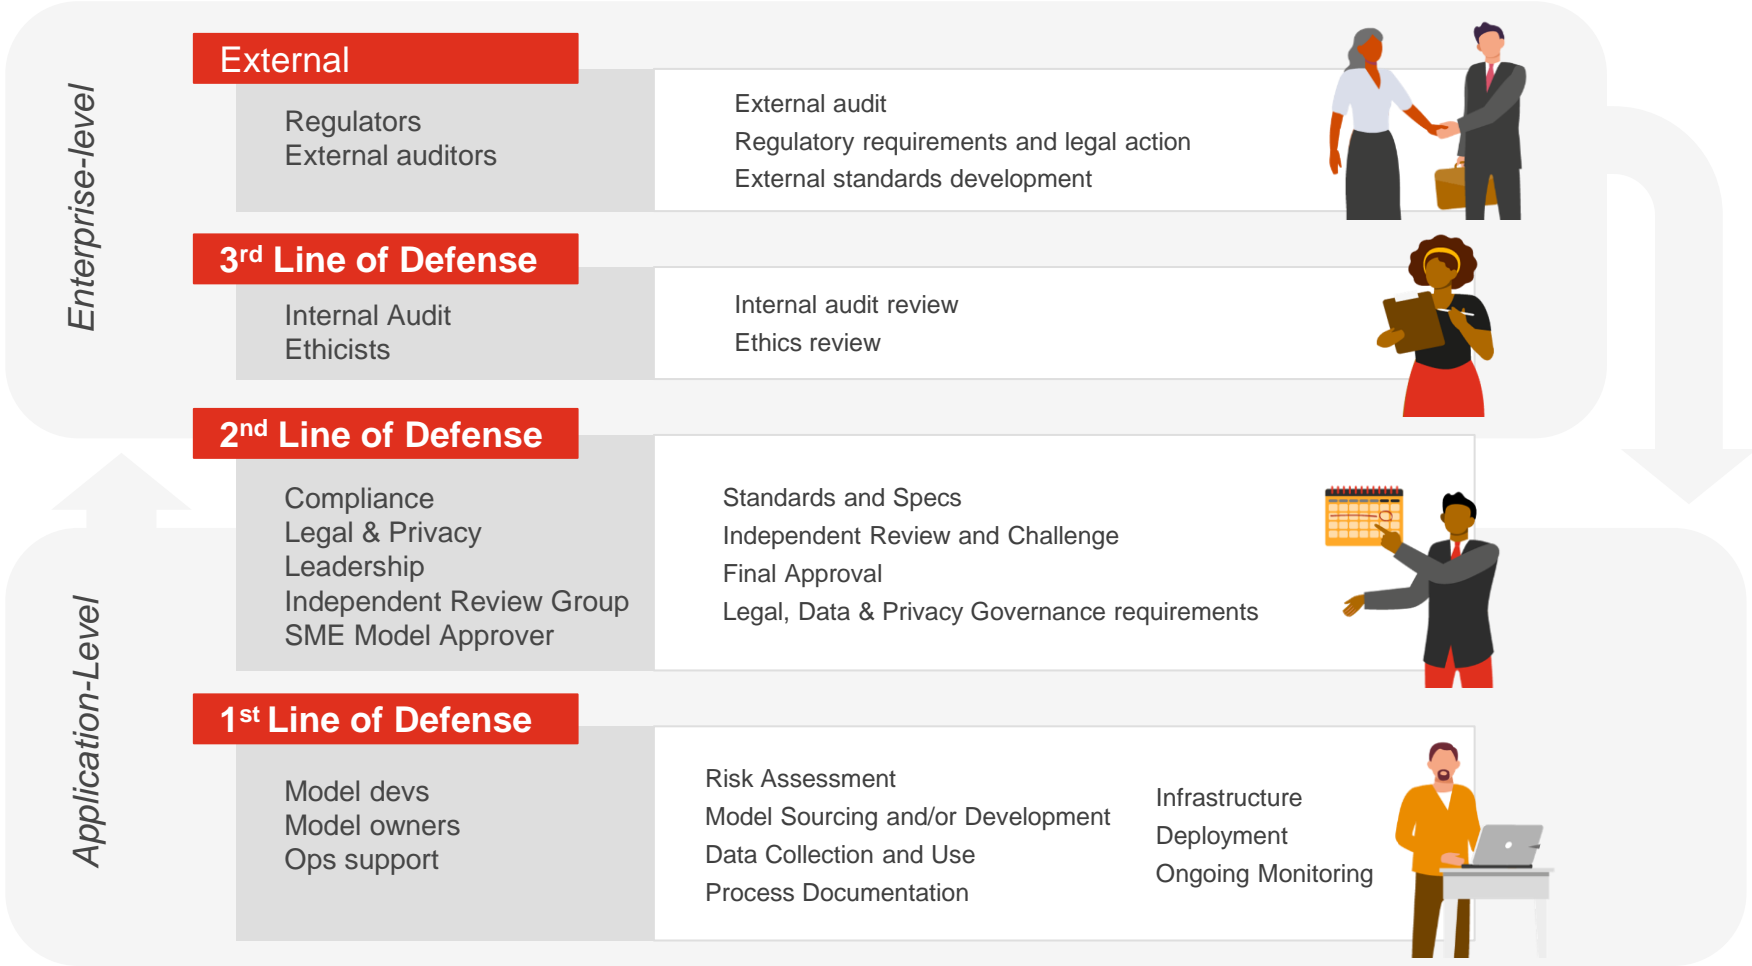 Enterprise-level
External
Regulators
External auditors
External audit
Regulatory requirements and legal action
External standards development
3rd Line of Defense
Internal Audit
Ethicists
Internal audit review
Ethics review
Application-Level
2nd Line of Defense
Compliance
Legal & Privacy
Leadership
Independent Review Group
SME Model Approver
Standards and Specs
Independent Review and Challenge
Final Approval
Legal, Data & Privacy Governance requirements
1st Line of Defense
Model devs
Model owners
Ops support
Risk Assessment
Model Sourcing and/or Development
Data Collection and Use
Process Documentation
Infrastructure
Deployment
Ongoing Monitoring